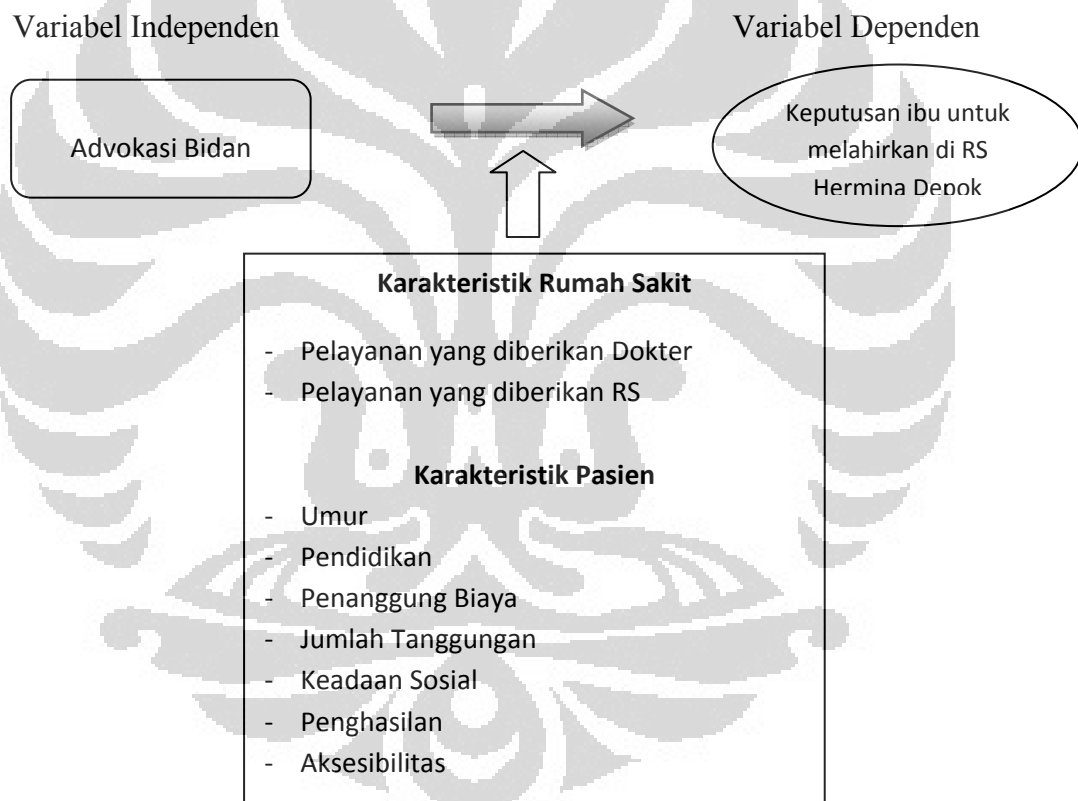 Variabel Independen
Variabel Dependen
Advokasi Bidan
Keputusan ibu untuk
melahirkan di RS
Hermina Depok
Karakteristik Rumah Sakit
- Pelayanan yang diberikan Dokter
- Pelayanan yang diberikan RS
Karakteristik Pasien
- Umur
- Pendidikan
- Penanggung Biaya
- Jumlah Tanggungan
- Keadaan Sosial
- Penghasilan
- Aksesibilitas